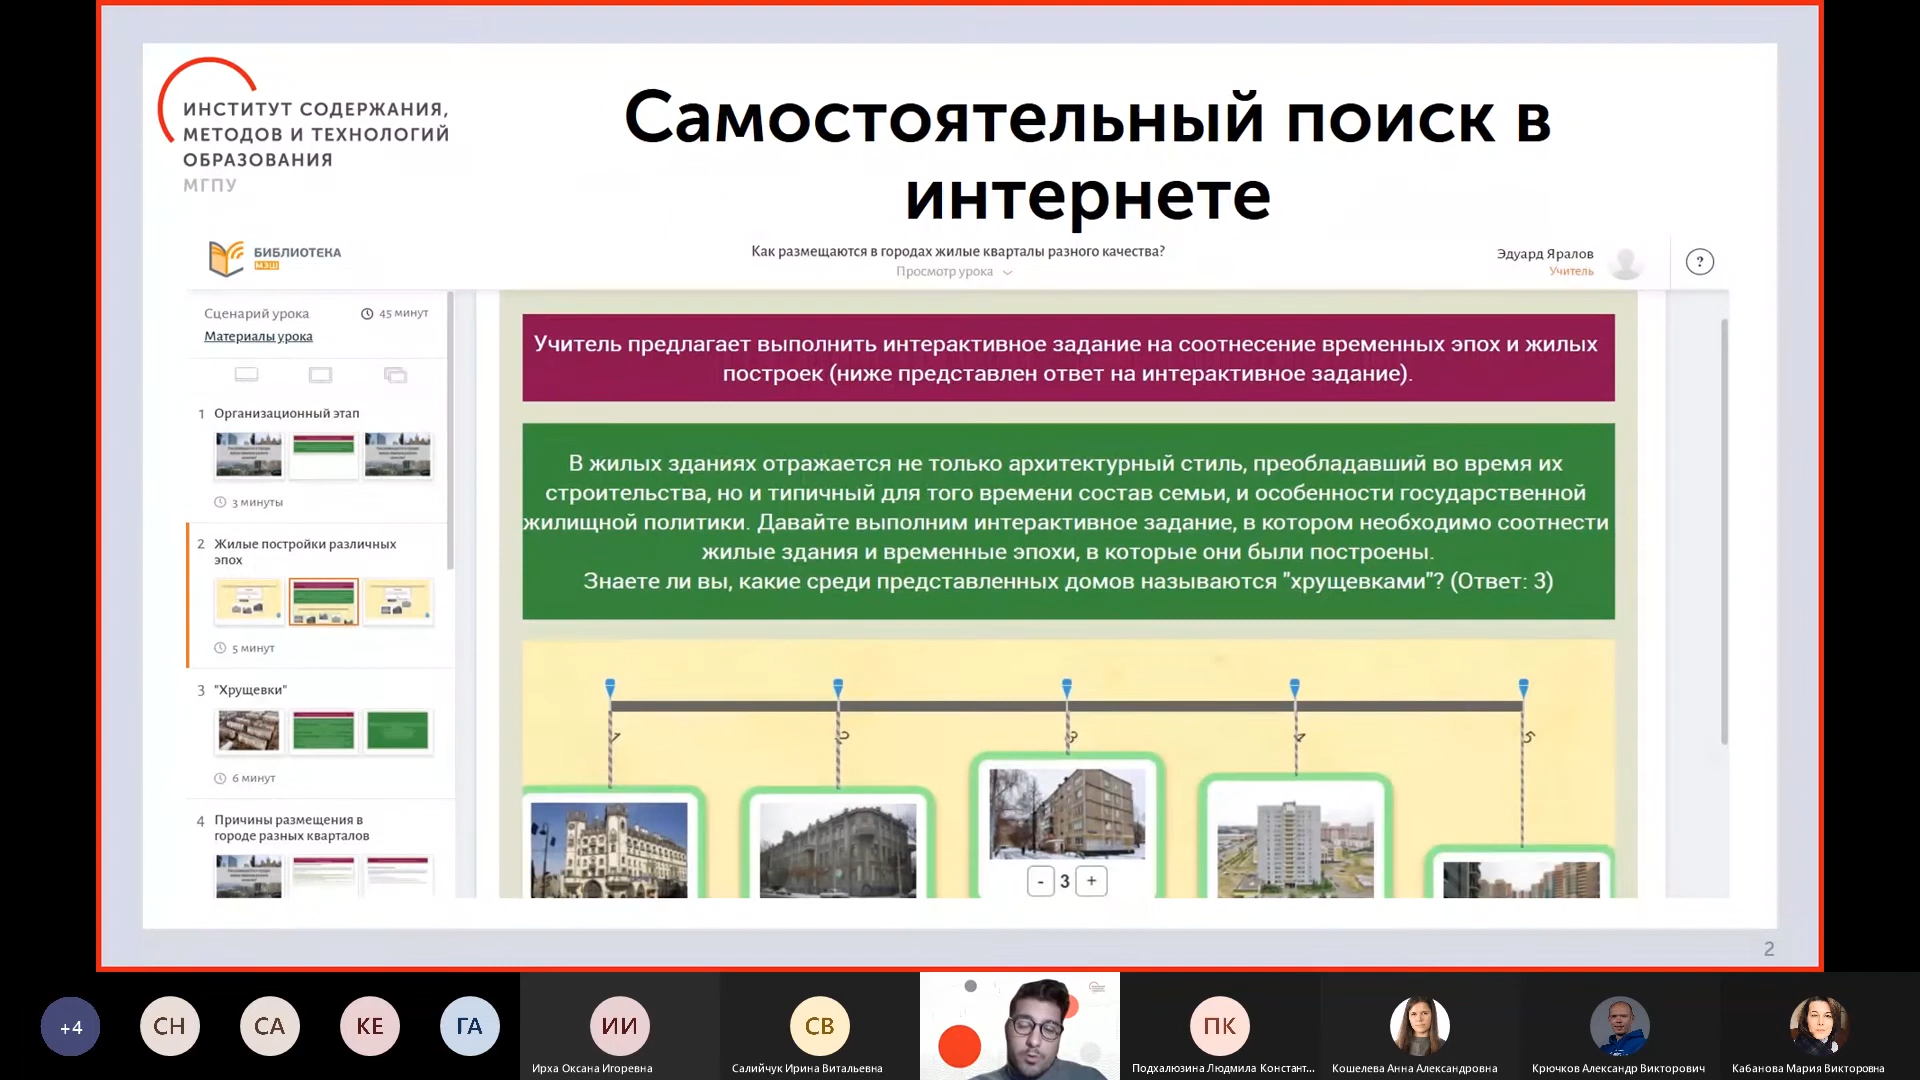 ИНСТИТУТ СОДЕРЖАНИЯ,
МЕТОДОВ И ТЕХНОЛОГИЙ
ОБРАЗОВАНИЯ
МГПУ
Самостоятельный поиск в
интернете
БИБЛИОТЕКА
МЭШ
Как размещаются в городах жилые кварталы разного качества?
Просмотр урока
Эдуард Яралов
Учитель
?
Сценарий урока
45 минут
Материалы урока
1 Организационный этап
3 минуты
2 Жилые постройки различных
эпох
5 минут
3 "Хрущевки"
6 минут
4 Причины размещения в
городе разных кварталов
Учитель предлагает выполнить интерактивное задание на соотнесение временных эпох и жилых
построек (ниже представлен ответ на интерактивное задание).
В жилых зданиях отражается не только архитектурный стиль, преобладавший во время их
строительства, но и типичный для того времени состав семьи, и особенности государственной
жилищной политики. Давайте выполним интерактивное задание, в котором необходимо соотнести
жилые здания и временные эпохи, в которые они были построены.
Знаете ли вы, какие среди представленных домов называются "хрущевками"? (Ответ: 3)
1 2 3 4 5
- 3 +
2
+4
СН
СА
КЕ
ГА
ИИ
Ирха Оксана Игоревна
СВ
Салийчук Ирина Витальевна
ПК
Подхалюзина Людмила Констант...
Кошелева Анна Александровна
Крючков Александр Викторович
Кабанова Мария Викторовна